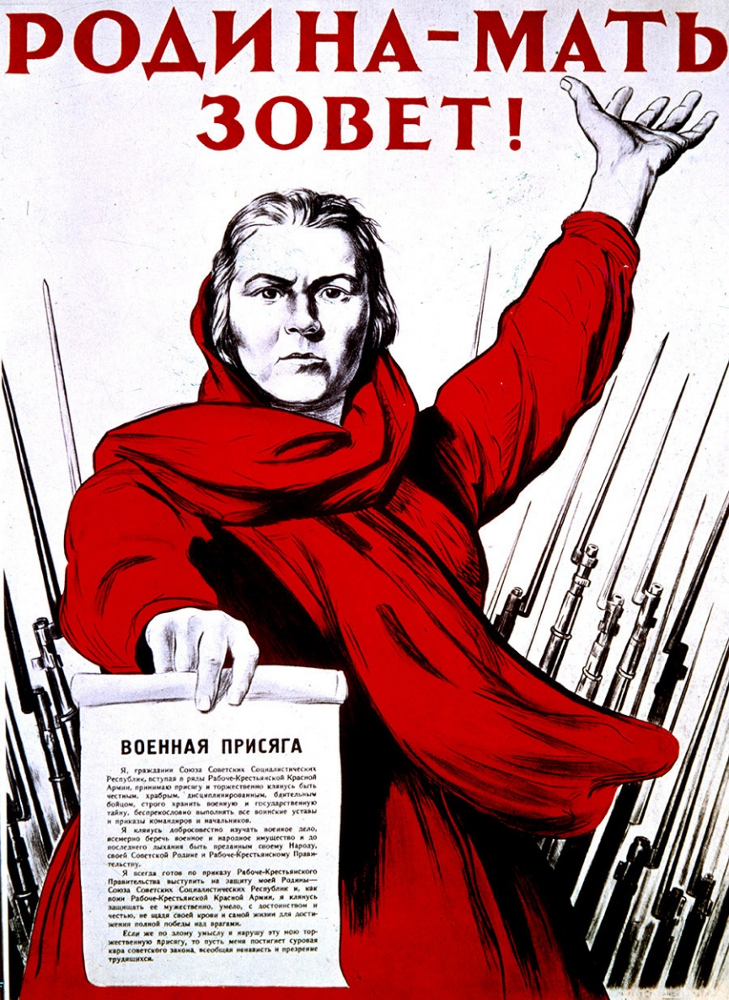 РОДИНА-МАТЬ
ЗОВЕТ!
ВОЕННАЯ ПРИСЯГА
Я, гражданин Союза Советских Социалистических
Республик, вступая в ряды Рабоче-Крестьянской Красной
Армии, принимаю присягу и торжественно клянусь быть
честным, храбрым, дисциплинированным, бдительным
бойцом, строго хранить военную и государственную
тайну, беспрекословно выполнять все воинские уставы
и приказы командиров и начальников.
Я клянусь добросовестно изучать военное дело,
всемерно беречь военное и народное имущество и до
последнего дыхания быть преданным своему Народу,
своей Советской Родине и Рабоче-Крестьянскому Прави-
тельству.
Я всегда готов по приказу Рабоче-Крестьянского
Правительства выступить на защиту моей Родины—
Союза Советских Социалистических Республик и, как
воин Рабоче-Крестьянской Красной Армии, я клянусь
защищать ее мужественно, умело, с достоинством и
честью, не щадя своей крови и самой жизни для дости-
жения полной победы над врагами.
Если же по злому умыслу я нарушу эту мою тор-
жественную присягу, то пусть меня постигнет суровая
кара советского закона, всеобщая ненависть и презрение
трудящихся.